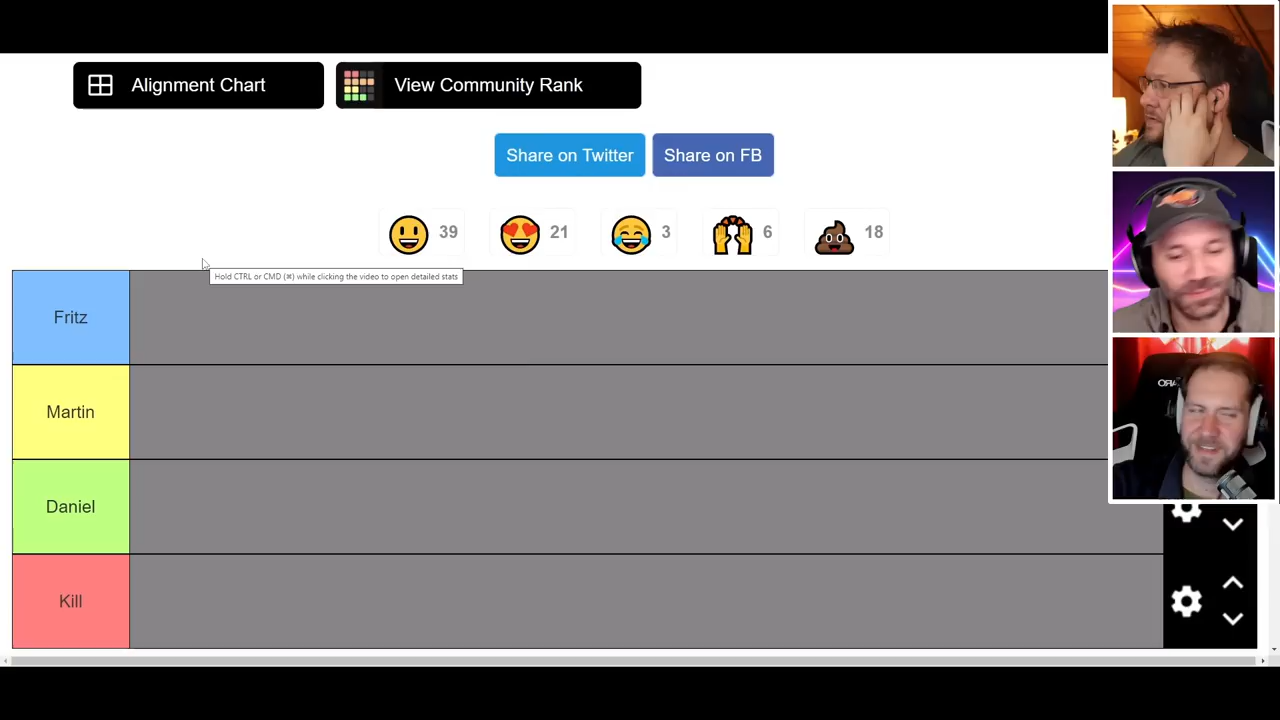 Alignment Chart
View Community Rank
Share on Twitter
Share on FB
39
21
3
6
18
Hold CTRL or CMD (⌘) while clicking the video to open detailed stats
Fritz
Martin
Daniel
Kill